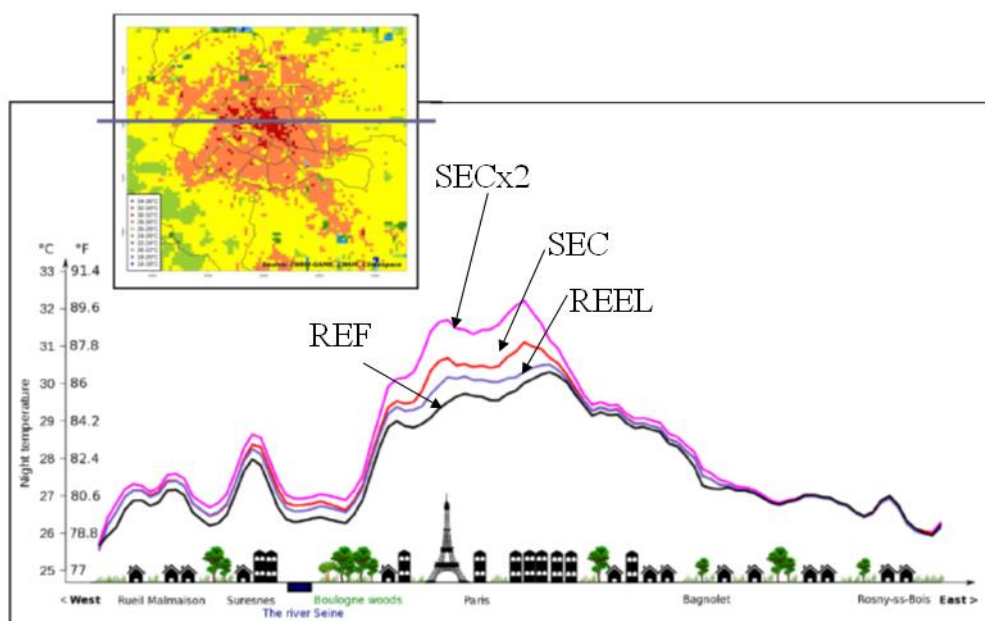 SECx2
SEC
REEL
REF
°C °F
33 91.4
32 89.6
31 87.8
30 86
29 84.2
28 82.4
27 80.6
26 78.8
25 77
Night temperature
< West Rueil Malmaison Suresnes Boulogne woods Paris Bagnolet Rosny-ss-Bois East >
The river Seine